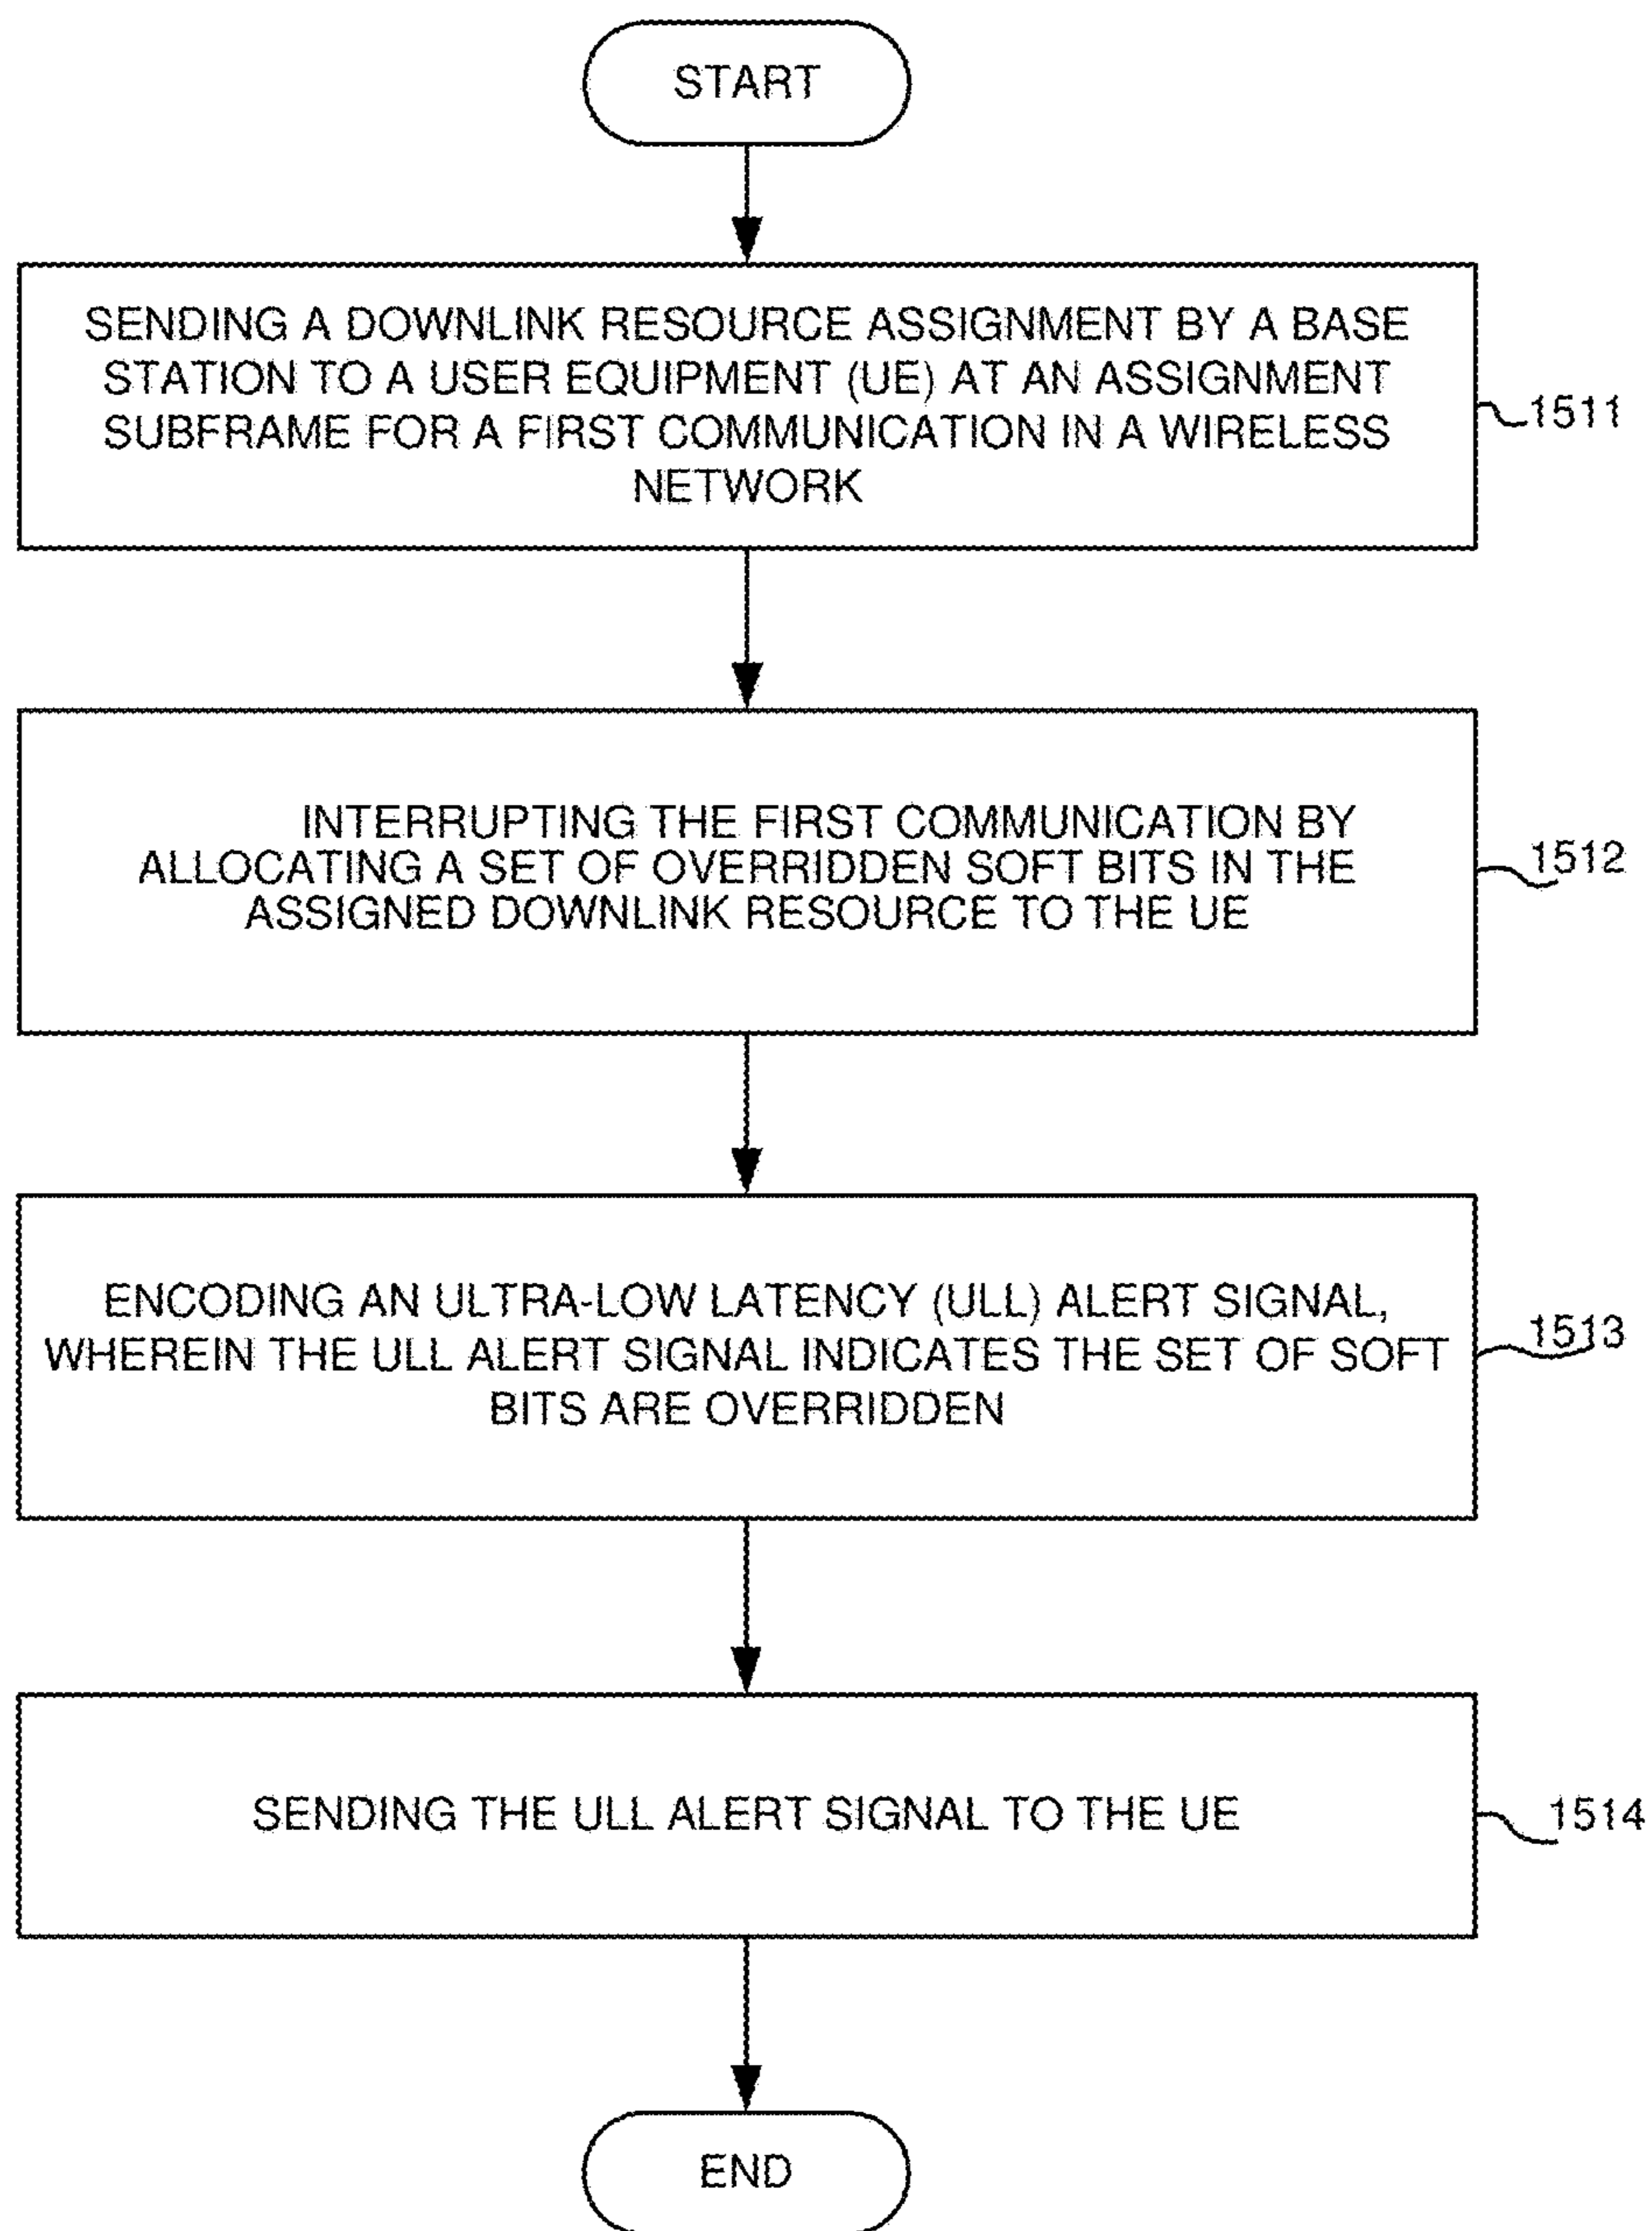 START
SENDING A DOWNLINK RESOURCE ASSIGNMENT BY A BASE
STATION TO A USER EQUIPMENT (UE) AT AN ASSIGNMENT
SUBFRAME FOR A FIRST COMMUNICATION IN A WIRELESS
NETWORK
1511
INTERRUPTING THE FIRST COMMUNICATION BY
ALLOCATING A SET OF OVERRIDDEN SOFT BITS IN THE
ASSIGNED DOWNLINK RESOURCE TO THE UE
1512
ENCODING AN ULTRA-LOW LATENCY (ULL) ALERT SIGNAL,
WHEREIN THE ULL ALERT SIGNAL INDICATES THE SET OF SOFT
BITS ARE OVERRIDDEN
1513
SENDING THE ULL ALERT SIGNAL TO THE UE
1514
END